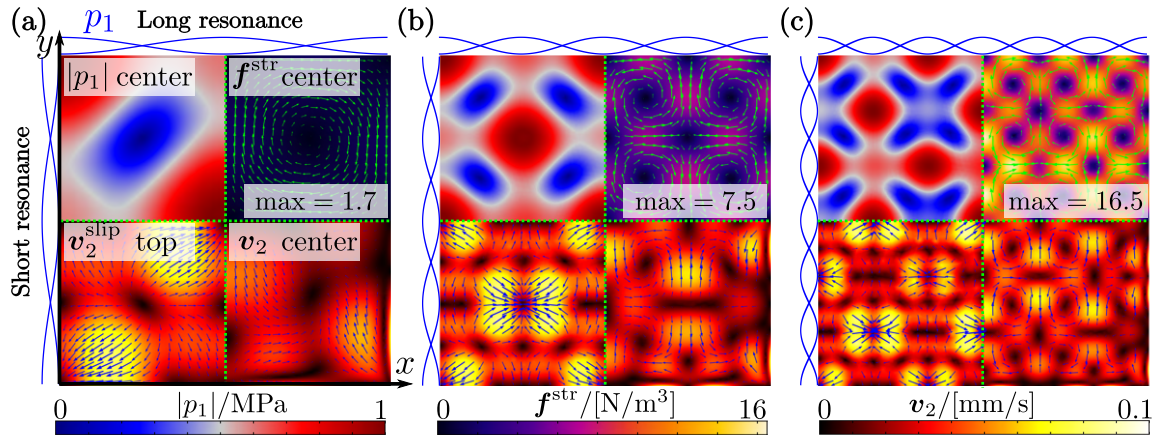 (a) p₁ Long resonance (b) (c)
y
|p₁| center f^str center
max = 1.7 max = 7.5 max = 16.5
Short resonance
v₂^slip top v₂ center
x
0 |p₁|/MPa 1 0 f^str/[N/m³] 16 0 v₂/[mm/s] 0.1